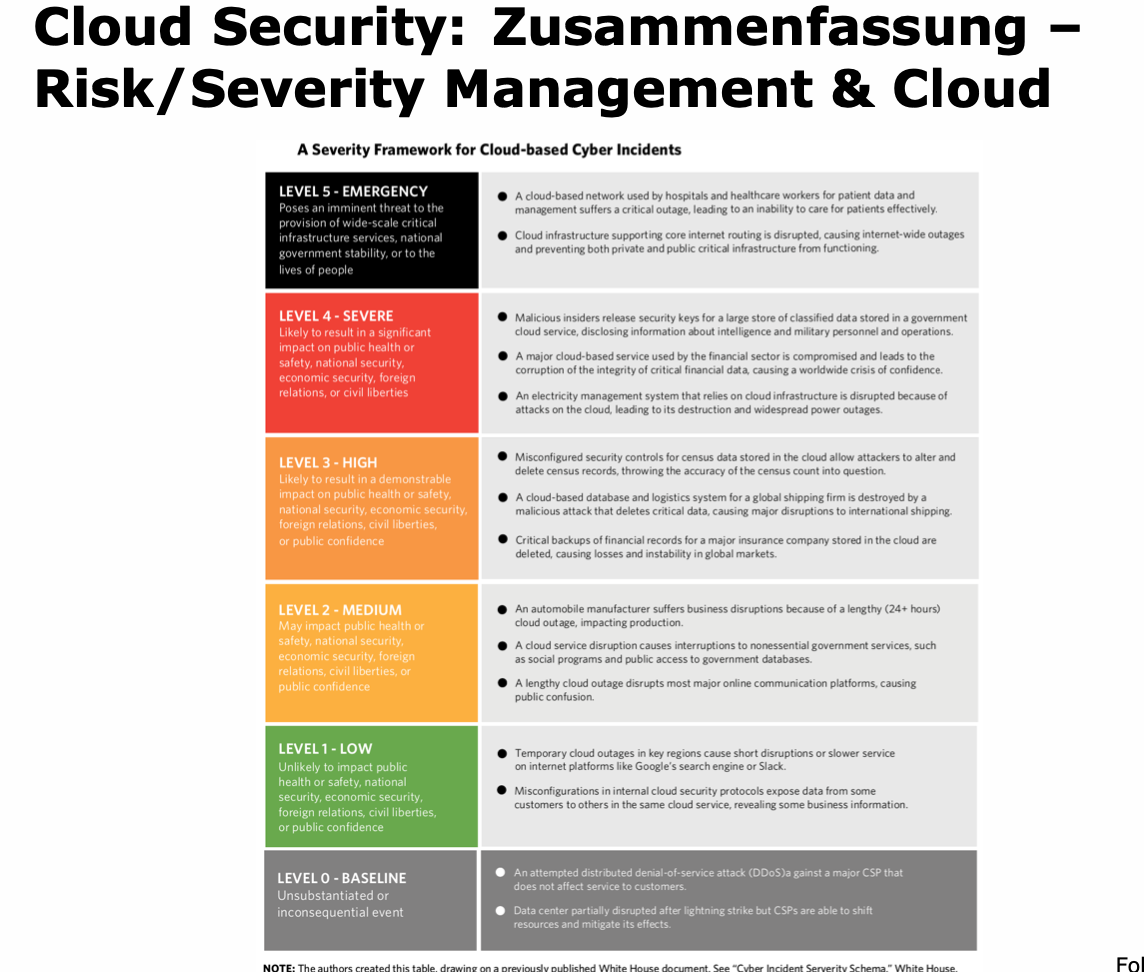 Cloud Security: Zusammenfassung –
Risk/Severity Management & Cloud
A Severity Framework for Cloud-based Cyber Incidents
LEVEL 5 - EMERGENCY
Poses an imminent threat to the
provision of wide-scale critical
infrastructure services, national
government stability, or to the
lives of people
● A cloud-based network used by hospitals and healthcare workers for patient data and
management suffers a critical outage, leading to an inability to care for patients effectively.
● Cloud infrastructure supporting core internet routing is disrupted, causing internet-wide outages
and preventing both private and public critical infrastructure from functioning.
LEVEL 4 - SEVERE
Likely to result in a significant
impact on public health or
safety, national security,
economic security, foreign
relations, or civil liberties
● Malicious insiders release security keys for a large store of classified data stored in a government
cloud service, disclosing information about intelligence and military personnel and operations.
● A major cloud-based service used by the financial sector is compromised and leads to the
corruption of the integrity of critical financial data, causing a worldwide crisis of confidence.
● An electricity management system that relies on cloud infrastructure is disrupted because of
attacks on the cloud, leading to its destruction and widespread power outages.
LEVEL 3 - HIGH
Likely to result in a demonstrable
impact on public health or safety,
national security, economic security,
foreign relations, civil liberties,
or public confidence
● Misconfigured security controls for census data stored in the cloud allow attackers to alter and
delete census records, throwing the accuracy of the census count into question.
● A cloud-based database and logistics system for a global shipping firm is destroyed by a
malicious attack that deletes critical data, causing major disruptions to international shipping.
● Critical backups of financial records for a major insurance company stored in the cloud are
deleted, causing losses and instability in global markets.
LEVEL 2 - MEDIUM
May impact public health or
safety, national security,
economic security, foreign
relations, civil liberties, or
public confidence
● An automobile manufacturer suffers business disruptions because of a lengthy (24+ hours)
cloud outage, impacting production.
● A cloud service disruption causes interruptions to nonessential government services, such
as social programs and public access to government databases.
● A lengthy cloud outage disrupts most major online communication platforms, causing
public confusion.
LEVEL 1 - LOW
Unlikely to impact public
health or safety, national
security, economic security,
foreign relations, civil liberties,
or public confidence
● Temporary cloud outages in key regions cause short disruptions or slower service
on internet platforms like Google's search engine or Slack.
● Misconfigurations in internal cloud security protocols expose data from some
customers to others in the same cloud service, revealing some business information.
LEVEL 0 - BASELINE
Unsubstantiated or
inconsequential event
● An attempted distributed denial-of-service attack (DDoS)a gainst a major CSP that
does not affect service to customers.
● Data center partially disrupted after lightning strike but CSPs are able to shift
resources and mitigate its effects.
NOTE: The authors created this table, drawing on a previously published White House document. See "Cyber Incident Serverity Schema," White House,
Fol